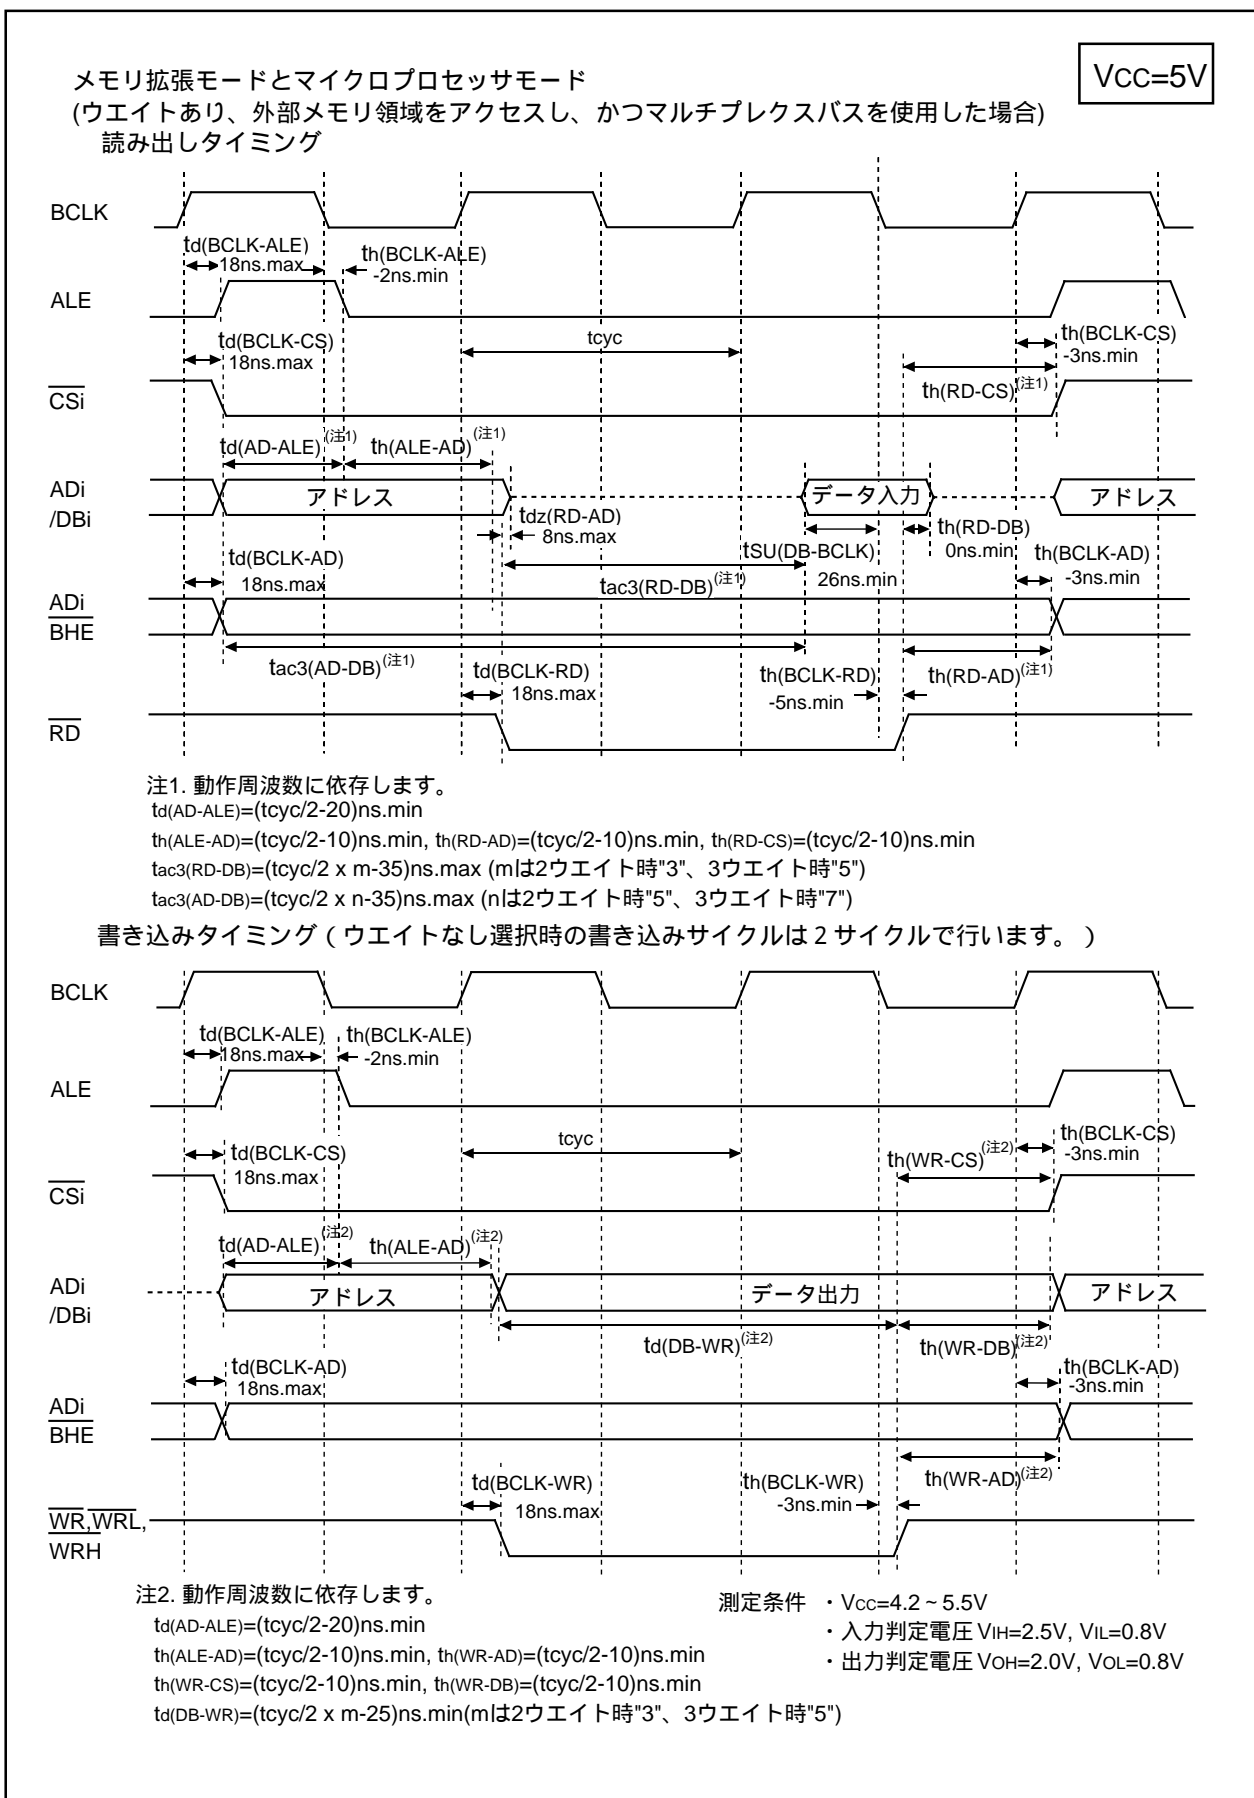 VCC=5V
メモリ拡張モードとマイクロプロセッサモード
(ウエイトあり、外部メモリ領域をアクセスし、かつマルチプレクスバスを使用した場合)
読み出しタイミング
BCLK
td(BCLK-ALE)
18ns.max
th(BCLK-ALE)
-2ns.min
ALE
td(BCLK-CS)
18ns.max
tcyc
th(BCLK-CS)
-3ns.min
th(RD-CS)(注1)
CSi
td(AD-ALE)(注1)
th(ALE-AD)(注1)
ADi
/DBi
アドレス
データ入力
アドレス
tdz(RD-AD)
8ns.max
th(RD-DB)
0ns.min
td(BCLK-AD)
18ns.max
tSU(DB-BCLK)
26ns.min
th(BCLK-AD)
-3ns.min
tac3(RD-DB)(注1)
ADi
BHE
tac3(AD-DB)(注1)
td(BCLK-RD)
18ns.max
th(BCLK-RD)
-5ns.min
th(RD-AD)(注1)
RD
注1. 動作周波数に依存します。
td(AD-ALE)=(tcyc/2-20)ns.min
th(ALE-AD)=(tcyc/2-10)ns.min, th(RD-AD)=(tcyc/2-10)ns.min, th(RD-CS)=(tcyc/2-10)ns.min
tac3(RD-DB)=(tcyc/2 x m-35)ns.max (mは2ウエイト時"3"、3ウエイト時"5")
tac3(AD-DB)=(tcyc/2 x n-35)ns.max (nは2ウエイト時"5"、3ウエイト時"7")
書き込みタイミング（ウエイトなし選択時の書き込みサイクルは２サイクルで行います。）
BCLK
td(BCLK-ALE)
18ns.max
th(BCLK-ALE)
-2ns.min
ALE
td(BCLK-CS)
18ns.max
tcyc
th(BCLK-CS)
-3ns.min
th(WR-CS)(注2)
CSi
td(AD-ALE)(注2)
th(ALE-AD)(注2)
ADi
/DBi
アドレス
データ出力
アドレス
td(DB-WR)(注2)
th(WR-DB)(注2)
td(BCLK-AD)
18ns.max
th(BCLK-AD)
-3ns.min
ADi
BHE
td(BCLK-WR)
18ns.max
th(BCLK-WR)
-3ns.min
th(WR-AD)(注2)
WR,WRL,
WRH
注2. 動作周波数に依存します。
td(AD-ALE)=(tcyc/2-20)ns.min
th(ALE-AD)=(tcyc/2-10)ns.min, th(WR-AD)=(tcyc/2-10)ns.min
th(WR-CS)=(tcyc/2-10)ns.min, th(WR-DB)=(tcyc/2-10)ns.min
td(DB-WR)=(tcyc/2 x m-25)ns.min(mは2ウエイト時"3"、3ウエイト時"5")
測定条件 ・VCC=4.2～5.5V
・入力判定電圧 VIH=2.5V, VIL=0.8V
・出力判定電圧 VOH=2.0V, VOL=0.8V